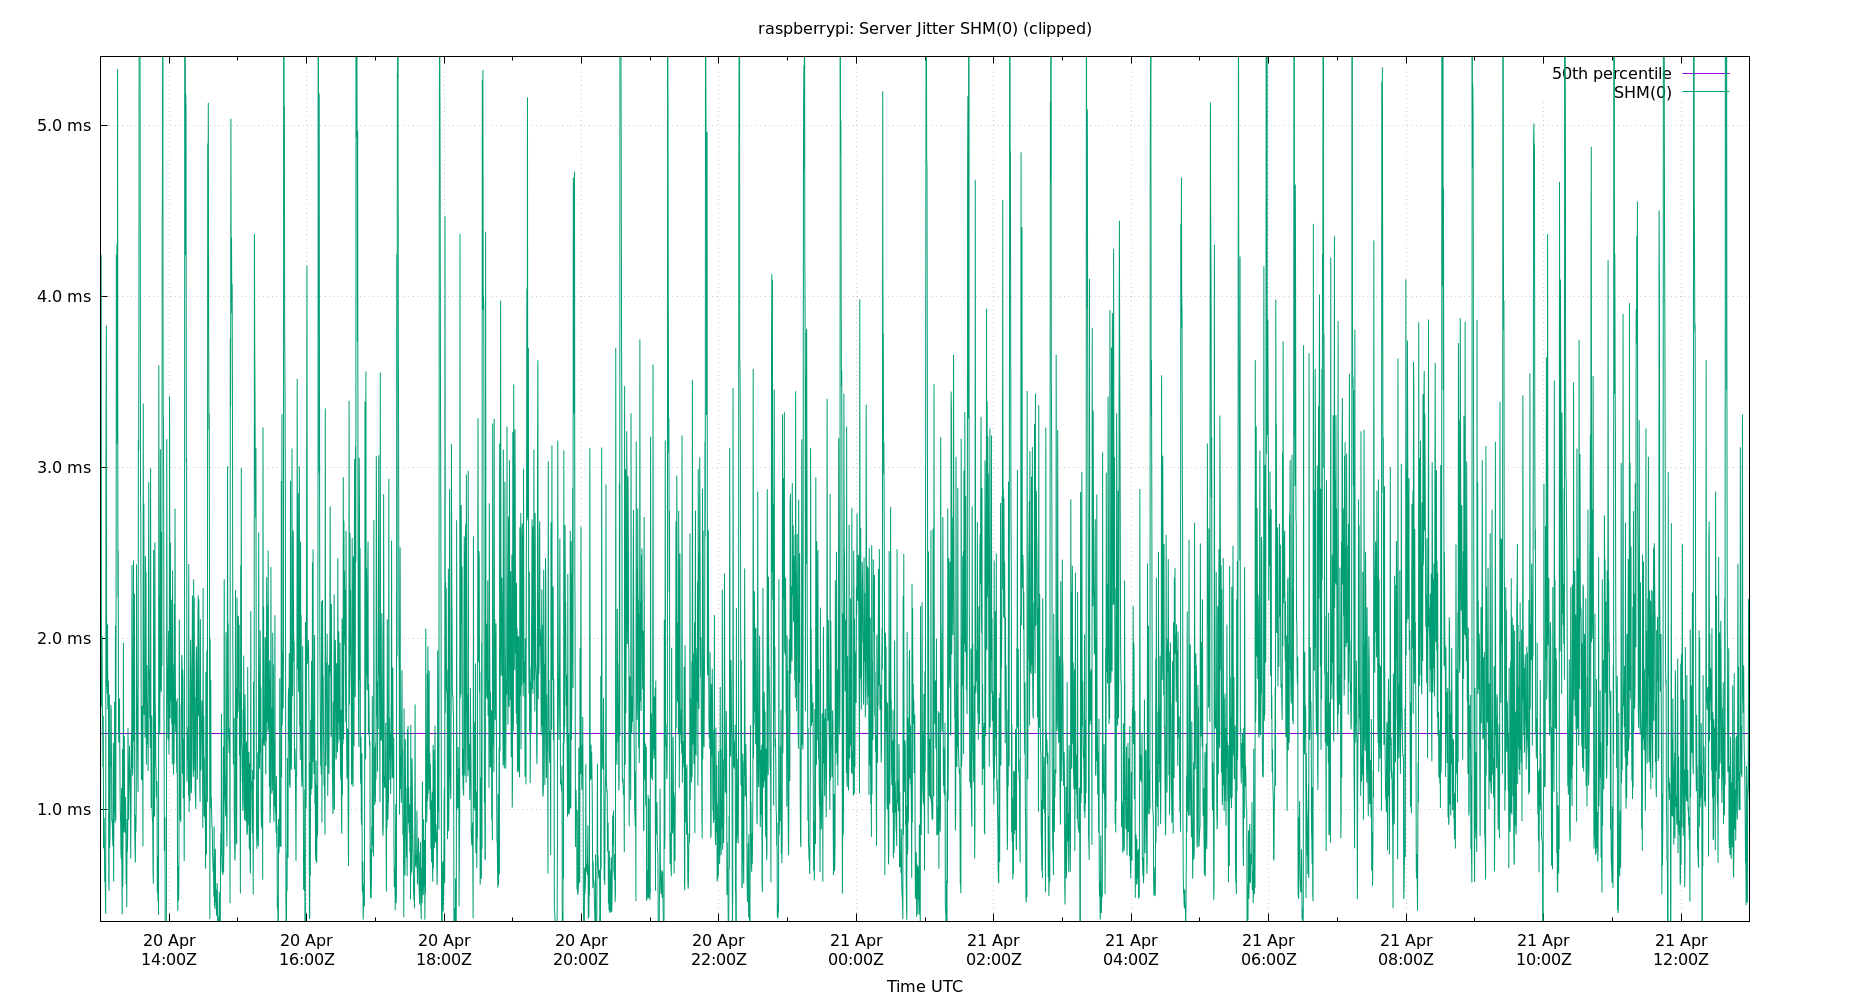 raspberrypi: Server Jitter SHM(0) (clipped)
50th percentile
SHM(0)
5.0 ms
4.0 ms
3.0 ms
2.0 ms
1.0 ms
20 Apr 20 Apr 20 Apr 20 Apr 20 Apr 21 Apr 21 Apr 21 Apr 21 Apr 21 Apr 21 Apr 21 Apr
14:00Z 16:00Z 18:00Z 20:00Z 22:00Z 00:00Z 02:00Z 04:00Z 06:00Z 08:00Z 10:00Z 12:00Z
Time UTC